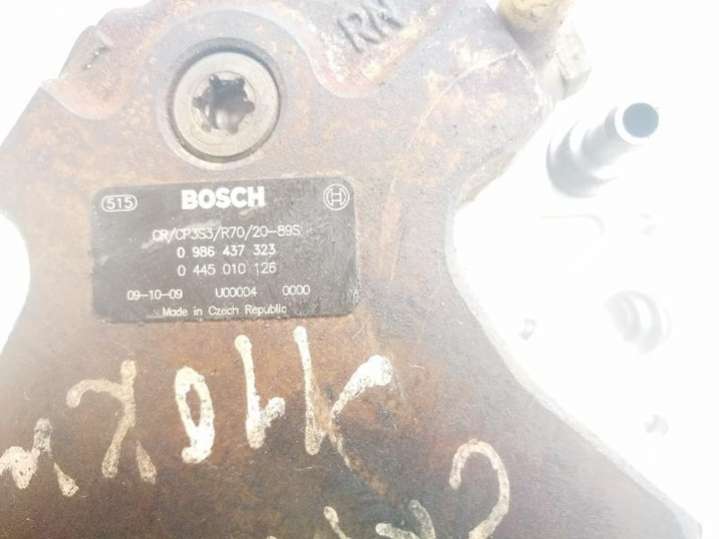 RN
515 BOSCH
CR/CP3S3/R70/20-89S
0 986 437 323
0 445 010 126
09-10-09 U00004 0000
Made in Czech Republic